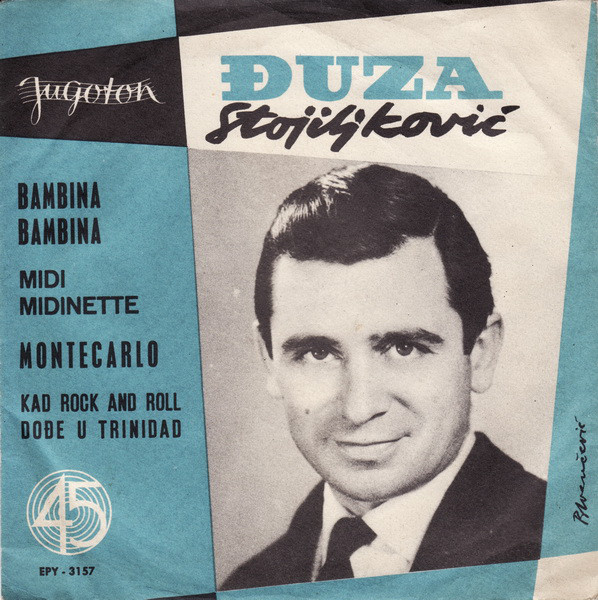 Jugoton
ĐUZA
Stojiljković
BAMBINA
BAMBINA
MIDI
MIDINETTE
MONTECARLO
KAD ROCK AND ROLL
DOĐE U TRINIDAD
45
EPY - 3157